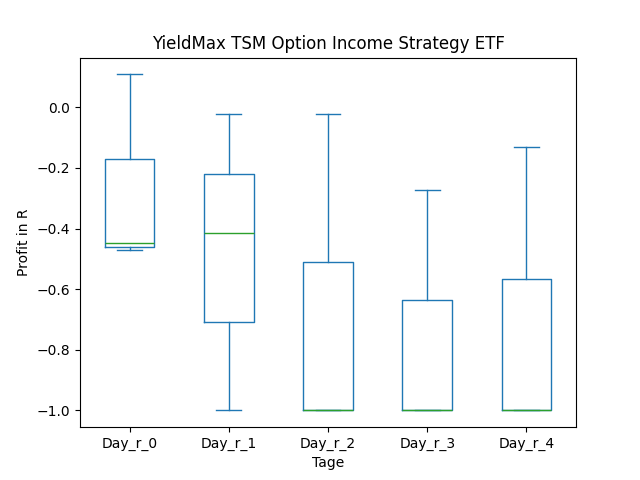 YieldMax TSM Option Income Strategy ETF
Profit in R
0.0
−0.2
−0.4
−0.6
−0.8
−1.0
Day_r_0 Day_r_1 Day_r_2 Day_r_3 Day_r_4
Tage